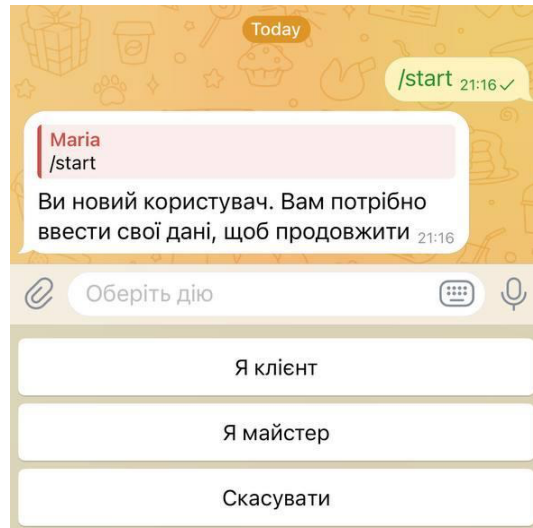 Today
/start 21:16
Maria
/start
Ви новий користувач. Вам потрібно
ввести свої дані, щоб продовжити 21:16
Оберіть дію
Я клієнт
Я майстер
Скасувати